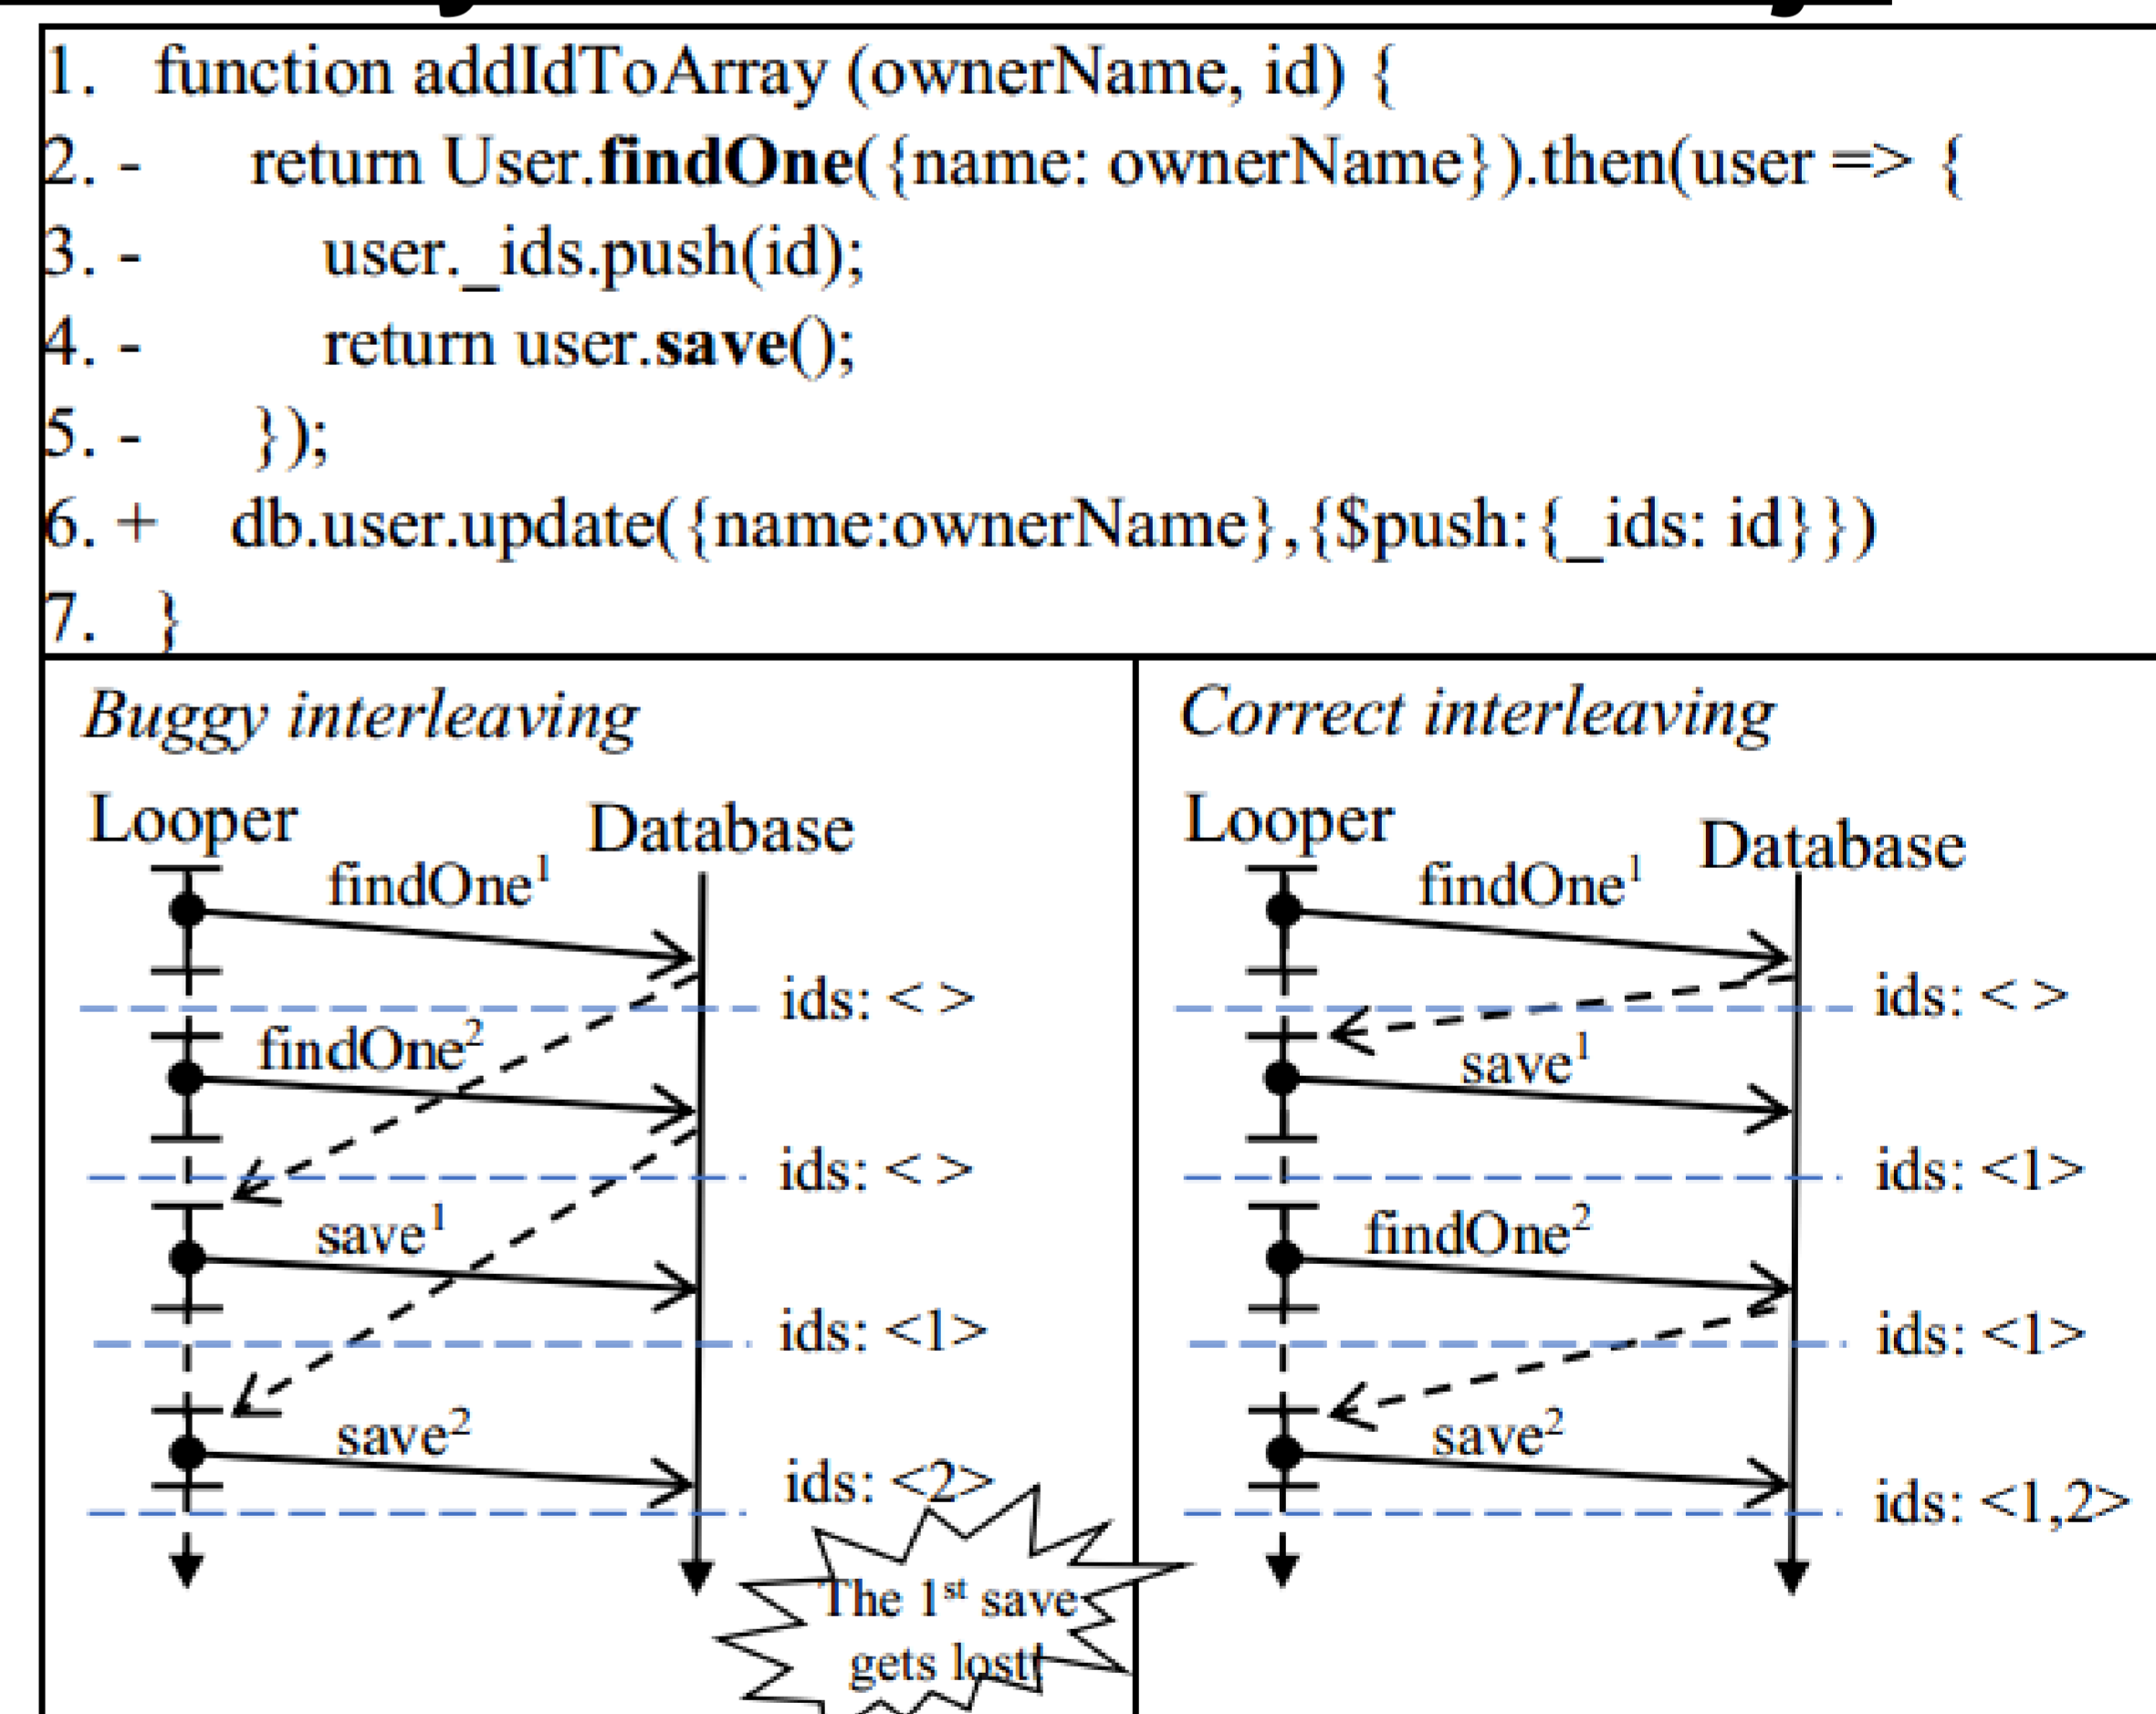 1. function addIdToArray (ownerName, id) {
2. - return User.findOne({name: ownerName}).then(user => {
3. - user._ids.push(id);
4. - return user.save();
5. - });
6. + db.user.update({name:ownerName},{$push:{_ids: id}})
7. }
Buggy interleaving
Looper
Database
findOne¹
ids: < >
findOne²
ids: < >
save¹
ids: <1>
save²
ids: <2>
The 1st save
gets lost!
Correct interleaving
Looper
Database
findOne¹
ids: < >
save¹
ids: <1>
findOne²
ids: <1>
save²
ids: <1,2>